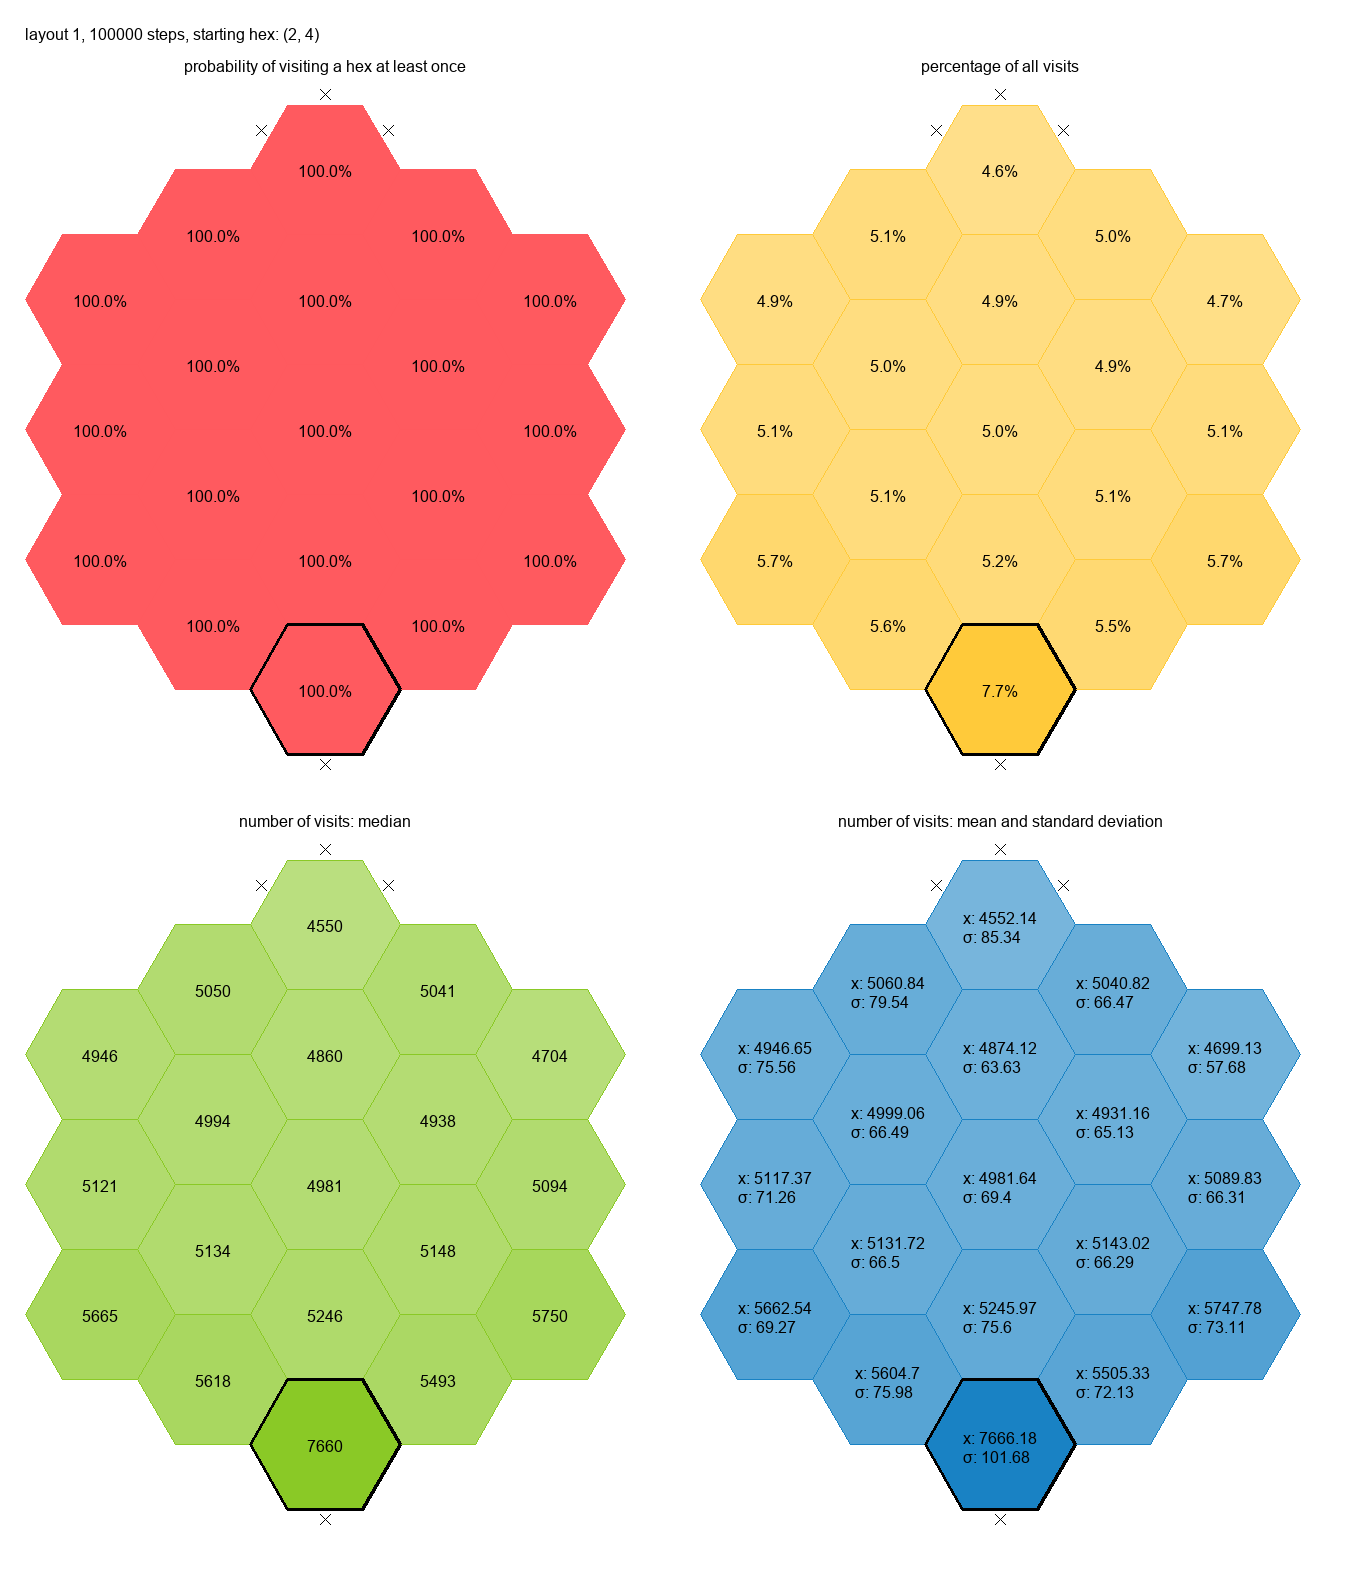 layout 1, 100000 steps, starting hex: (2, 4)
probability of visiting a hex at least once
100.0%
100.0% 100.0%
100.0% 100.0% 100.0%
100.0% 100.0%
100.0% 100.0% 100.0%
100.0% 100.0%
100.0% 100.0% 100.0%
100.0% 100.0%
100.0%
percentage of all visits
4.6%
5.1% 5.0%
4.9% 4.9% 4.7%
5.0% 4.9%
5.1% 5.0% 5.1%
5.1% 5.1%
5.7% 5.2% 5.7%
5.6% 5.5%
7.7%
number of visits: median
4550
5050 5041
4946 4860 4704
4994 4938
5121 4981 5094
5134 5148
5665 5246 5750
5618 5493
7660
number of visits: mean and standard deviation
x: 4552.14
σ: 85.34
x: 5060.84 x: 5040.82
σ: 79.54 σ: 66.47
x: 4946.65 x: 4874.12 x: 4699.13
σ: 75.56 σ: 63.63 σ: 57.68
x: 4999.06 x: 4931.16
σ: 66.49 σ: 65.13
x: 5117.37 x: 4981.64 x: 5089.83
σ: 71.26 σ: 69.4 σ: 66.31
x: 5131.72 x: 5143.02
σ: 66.5 σ: 66.29
x: 5662.54 x: 5245.97 x: 5747.78
σ: 69.27 σ: 75.6 σ: 73.11
x: 5604.7 x: 5505.33
σ: 75.98 σ: 72.13
x: 7666.18
σ: 101.68